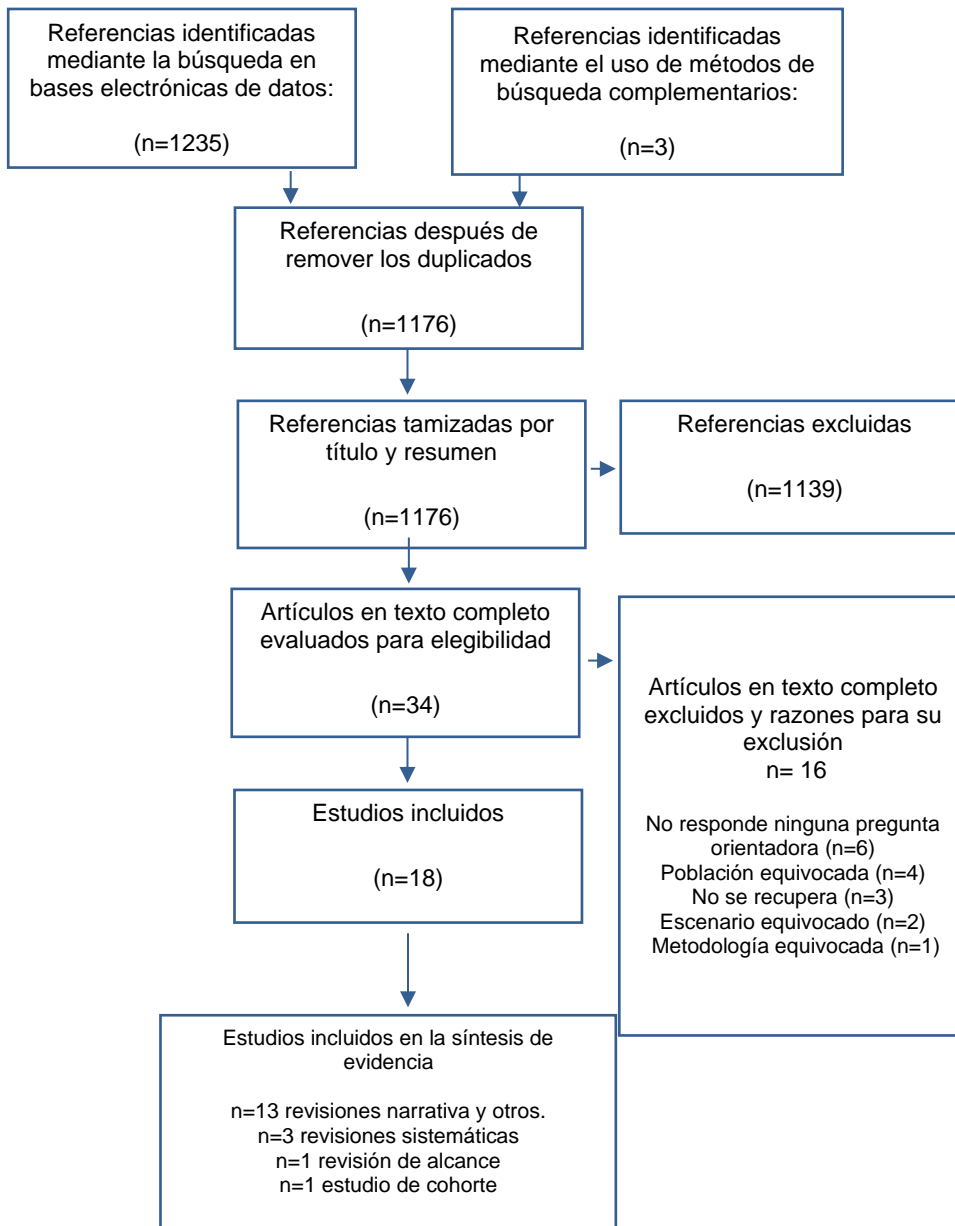 Referencias identificadas
mediante la búsqueda en
bases electrónicas de datos:
(n=1235)
Referencias identificadas
mediante el uso de métodos de
búsqueda complementarios:
(n=3)
Referencias después de
remover los duplicados
(n=1176)
Referencias tamizadas por
título y resumen
(n=1176)
Referencias excluidas
(n=1139)
Artículos en texto completo
evaluados para elegibilidad
(n=34)
Artículos en texto completo
excluidos y razones para su
exclusión
n= 16
No responde ninguna pregunta
orientadora (n=6)
Población equivocada (n=4)
No se recupera (n=3)
Escenario equivocado (n=2)
Metodología equivocada (n=1)
Estudios incluidos
(n=18)
Estudios incluidos en la síntesis de
evidencia
n=13 revisiones narrativa y otros.
n=3 revisiones sistemáticas
n=1 revisión de alcance
n=1 estudio de cohorte